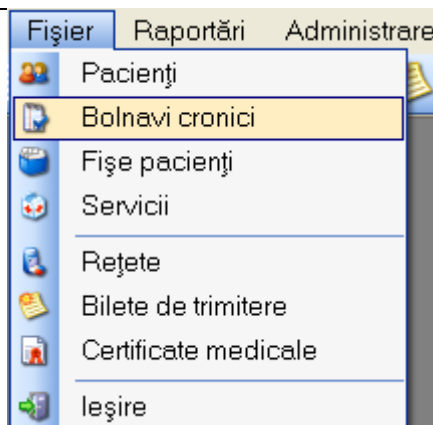 Fişier Raportări Administrare
Pacienţi
Bolnavi cronici
Fişe pacienţi
Servicii
Reţete
Bilete de trimitere
Certificate medicale
Ieşire